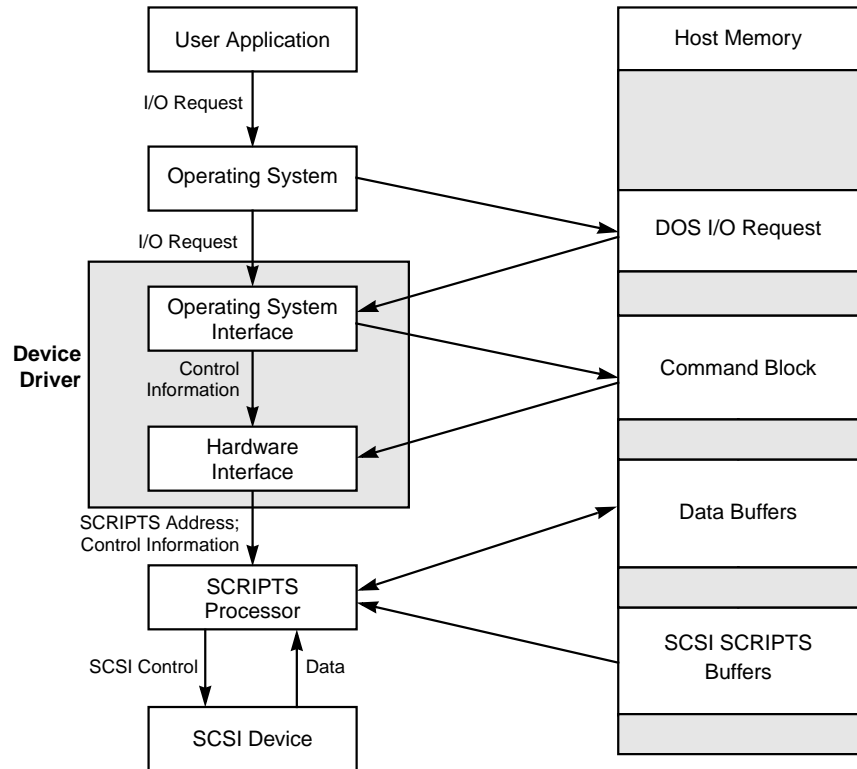 User Application
Host Memory
I/O Request
Operating System
DOS I/O Request
I/O Request
Operating System
Interface
Device
Driver
Control
Information
Command Block
Hardware
Interface
SCRIPTS Address;
Control Information
Data Buffers
SCRIPTS
Processor
SCSI Control
Data
SCSI SCRIPTS
Buffers
SCSI Device